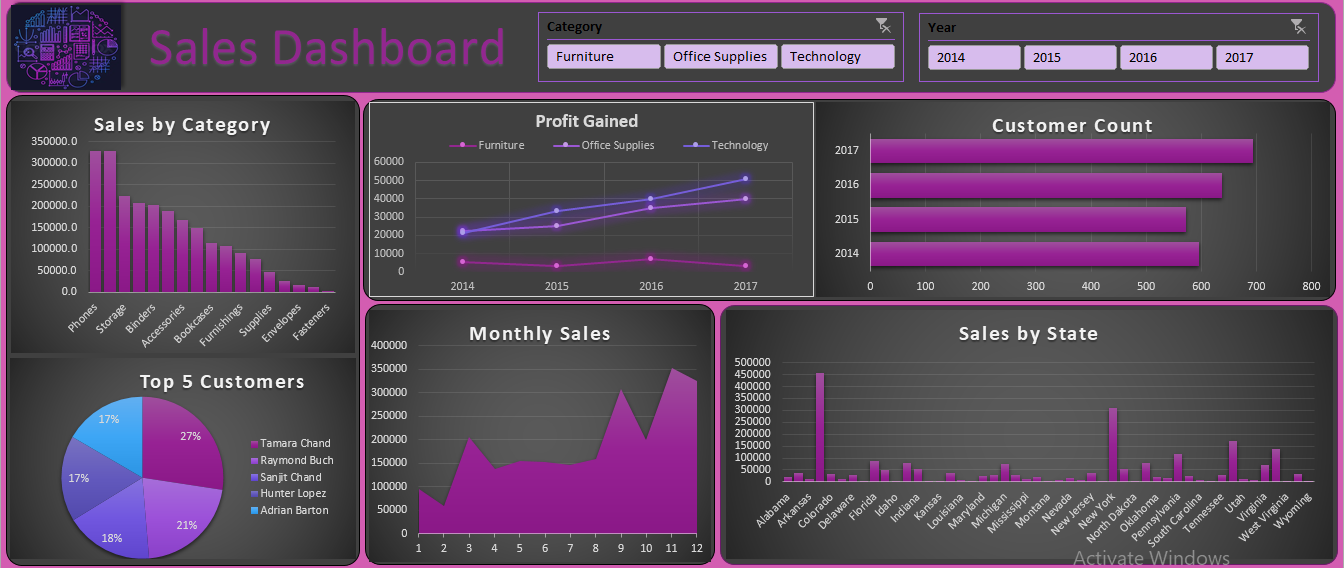 Sales Dashboard
Category
Furniture
Office Supplies
Technology
Year
2014
2015
2016
2017
Sales by Category
350000.0
300000.0
250000.0
200000.0
150000.0
100000.0
50000.0
0.0
Phones
Storage
Binders
Accessories
Bookcases
Furnishings
Supplies
Envelopes
Fasteners
Profit Gained
Furniture
Office Supplies
Technology
60000
50000
40000
30000
20000
10000
0
2014
2015
2016
2017
Customer Count
2017
2016
2015
2014
0
100
200
300
400
500
600
700
800
Top 5 Customers
27%
21%
18%
17%
17%
Tamara Chand
Raymond Buch
Sanjit Chand
Hunter Lopez
Adrian Barton
Monthly Sales
400000
350000
300000
250000
200000
150000
100000
50000
0
1
2
3
4
5
6
7
8
9
10
11
12
Sales by State
500000
450000
400000
350000
300000
250000
200000
150000
100000
50000
0
Alabama
Arkansas
Colorado
Delaware
Florida
Idaho
Indiana
Kansas
Louisiana
Maryland
Michigan
Mississippi
Montana
Nevada
New Jersey
New York
North Dakota
Oklahoma
Pennsylvania
South Carolina
Tennessee
Utah
Virginia
West Virginia
Wyoming
Activate Windows